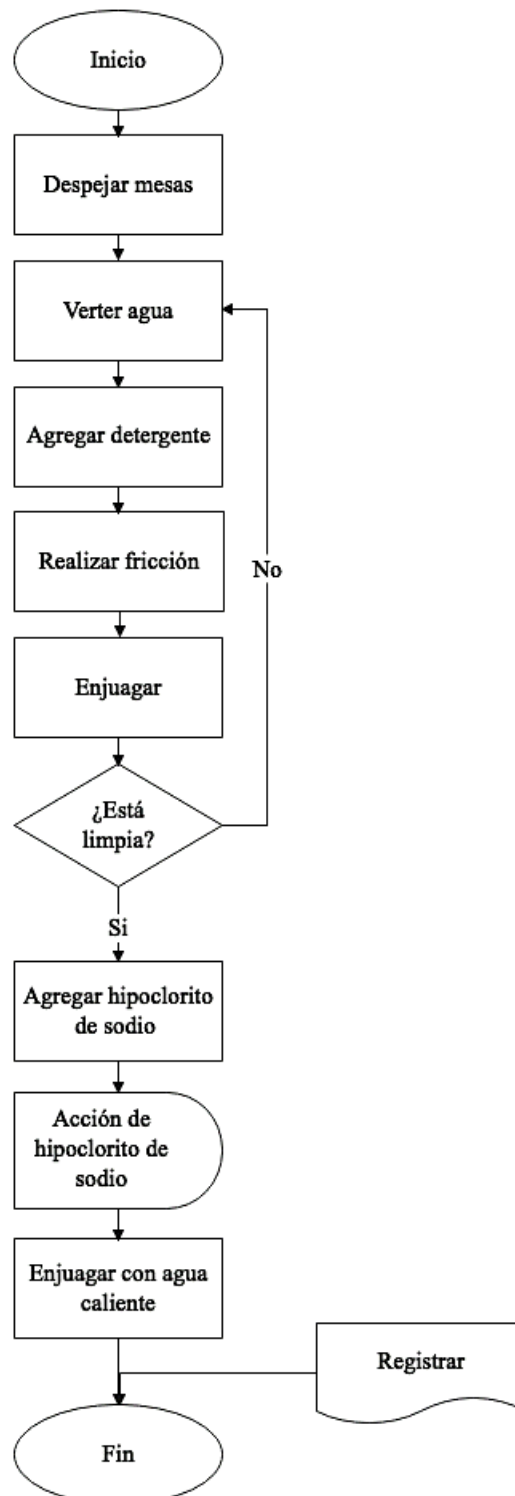 Inicio
Despejar mesas
Verter agua
Agregar detergente
Realizar fricción
No
Enjuagar
¿Está
limpia?
Si
Agregar hipoclorito
de sodio
Acción de
hipoclorito de
sodio
Enjuagar con agua
caliente
Registrar
Fin